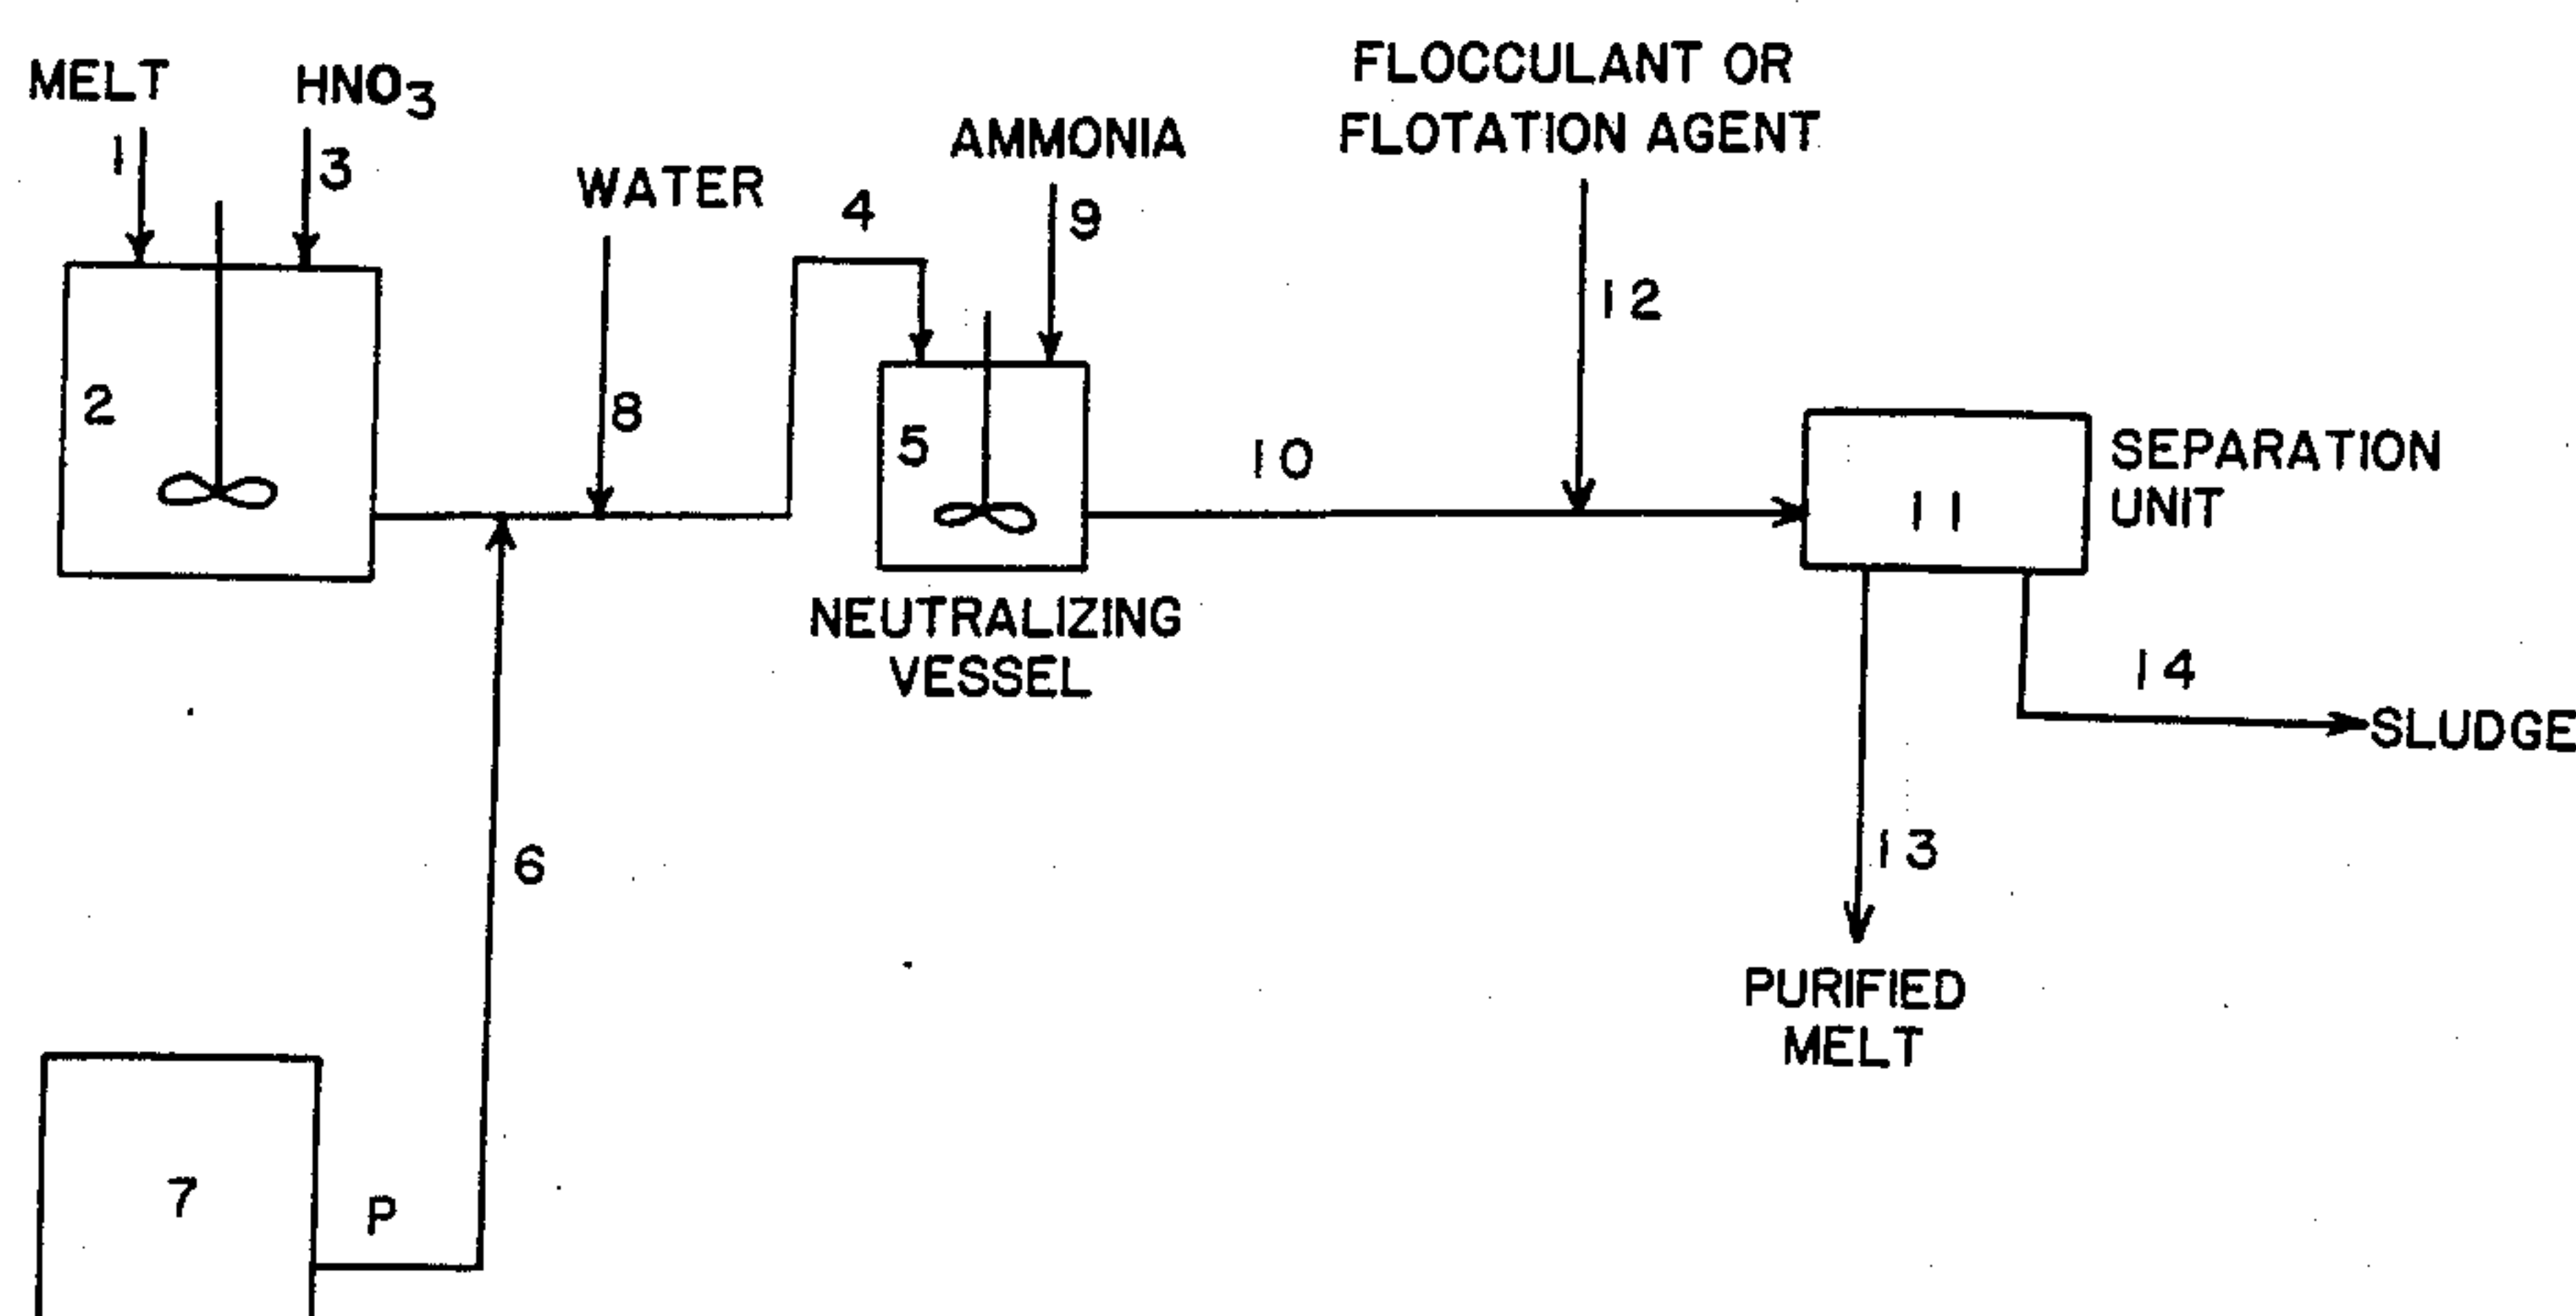 MELT
HNO3
1
3
WATER
4
AMMONIA
9
FLOCCULANT OR
FLOTATION AGENT
12
2
8
5
10
11
SEPARATION
UNIT
NEUTRALIZING
VESSEL
14
SLUDGE
6
13
PURIFIED
MELT
7
P